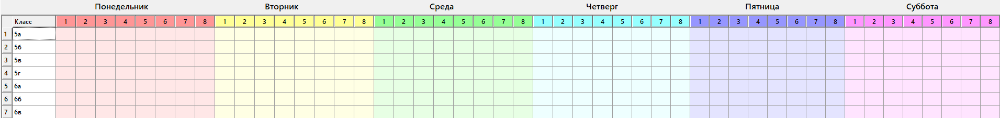 Понедельник Вторник Среда Четверг Пятница Суббота
Класс 1 2 3 4 5 6 7 8 1 2 3 4 5 6 7 8 1 2 3 4 5 6 7 8 1 2 3 4 5 6 7 8 1 2 3 4 5 6 7 8 1 2 3 4 5 6 7 8
1 5а
2 5б
3 5в
4 5г
5 6а
6 6б
7 6в